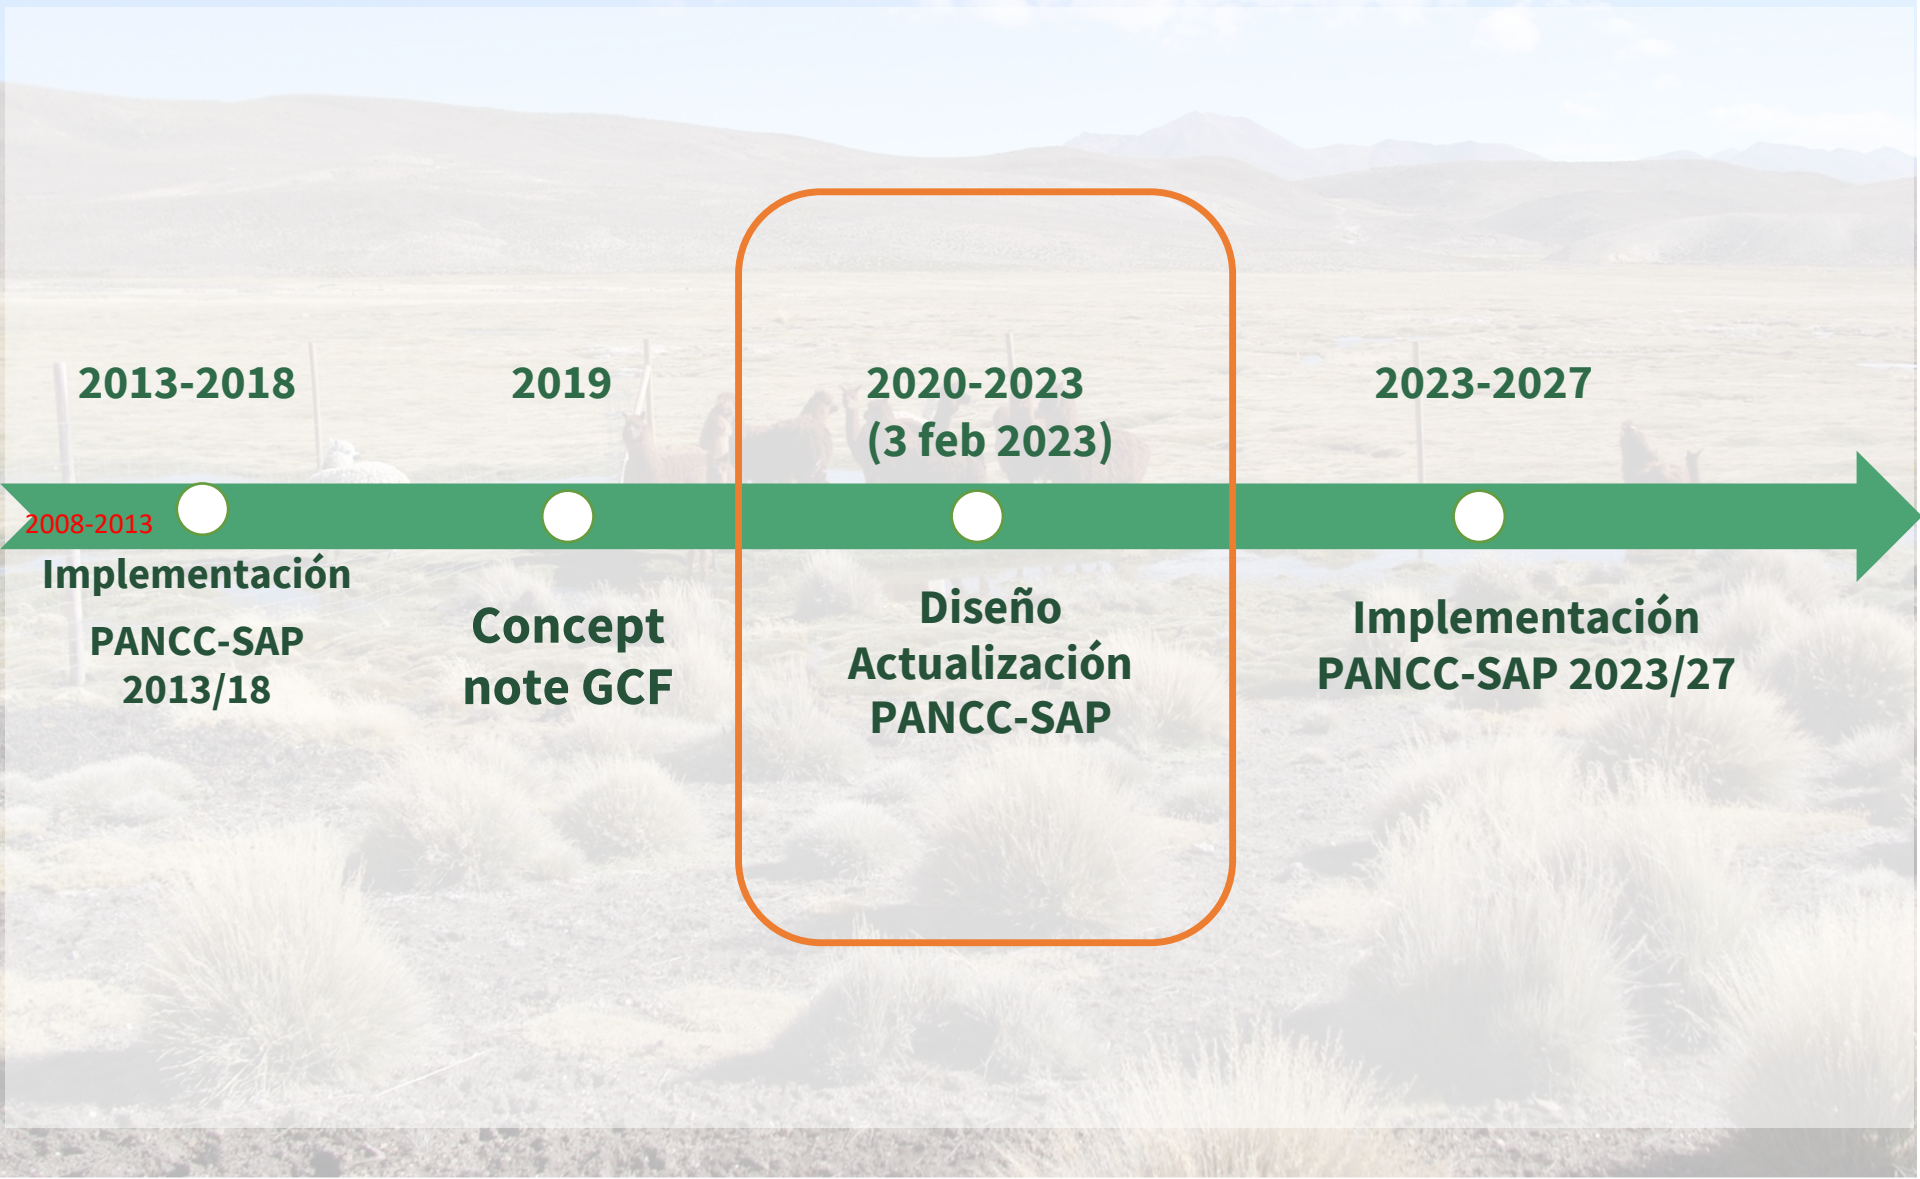 2013-2018
2019
2020-2023
(3 feb 2023)
2023-2027
2008-2013
Implementación
PANCC-SAP
2013/18
Concept
note GCF
Diseño
Actualización
PANCC-SAP
Implementación
PANCC-SAP 2023/27